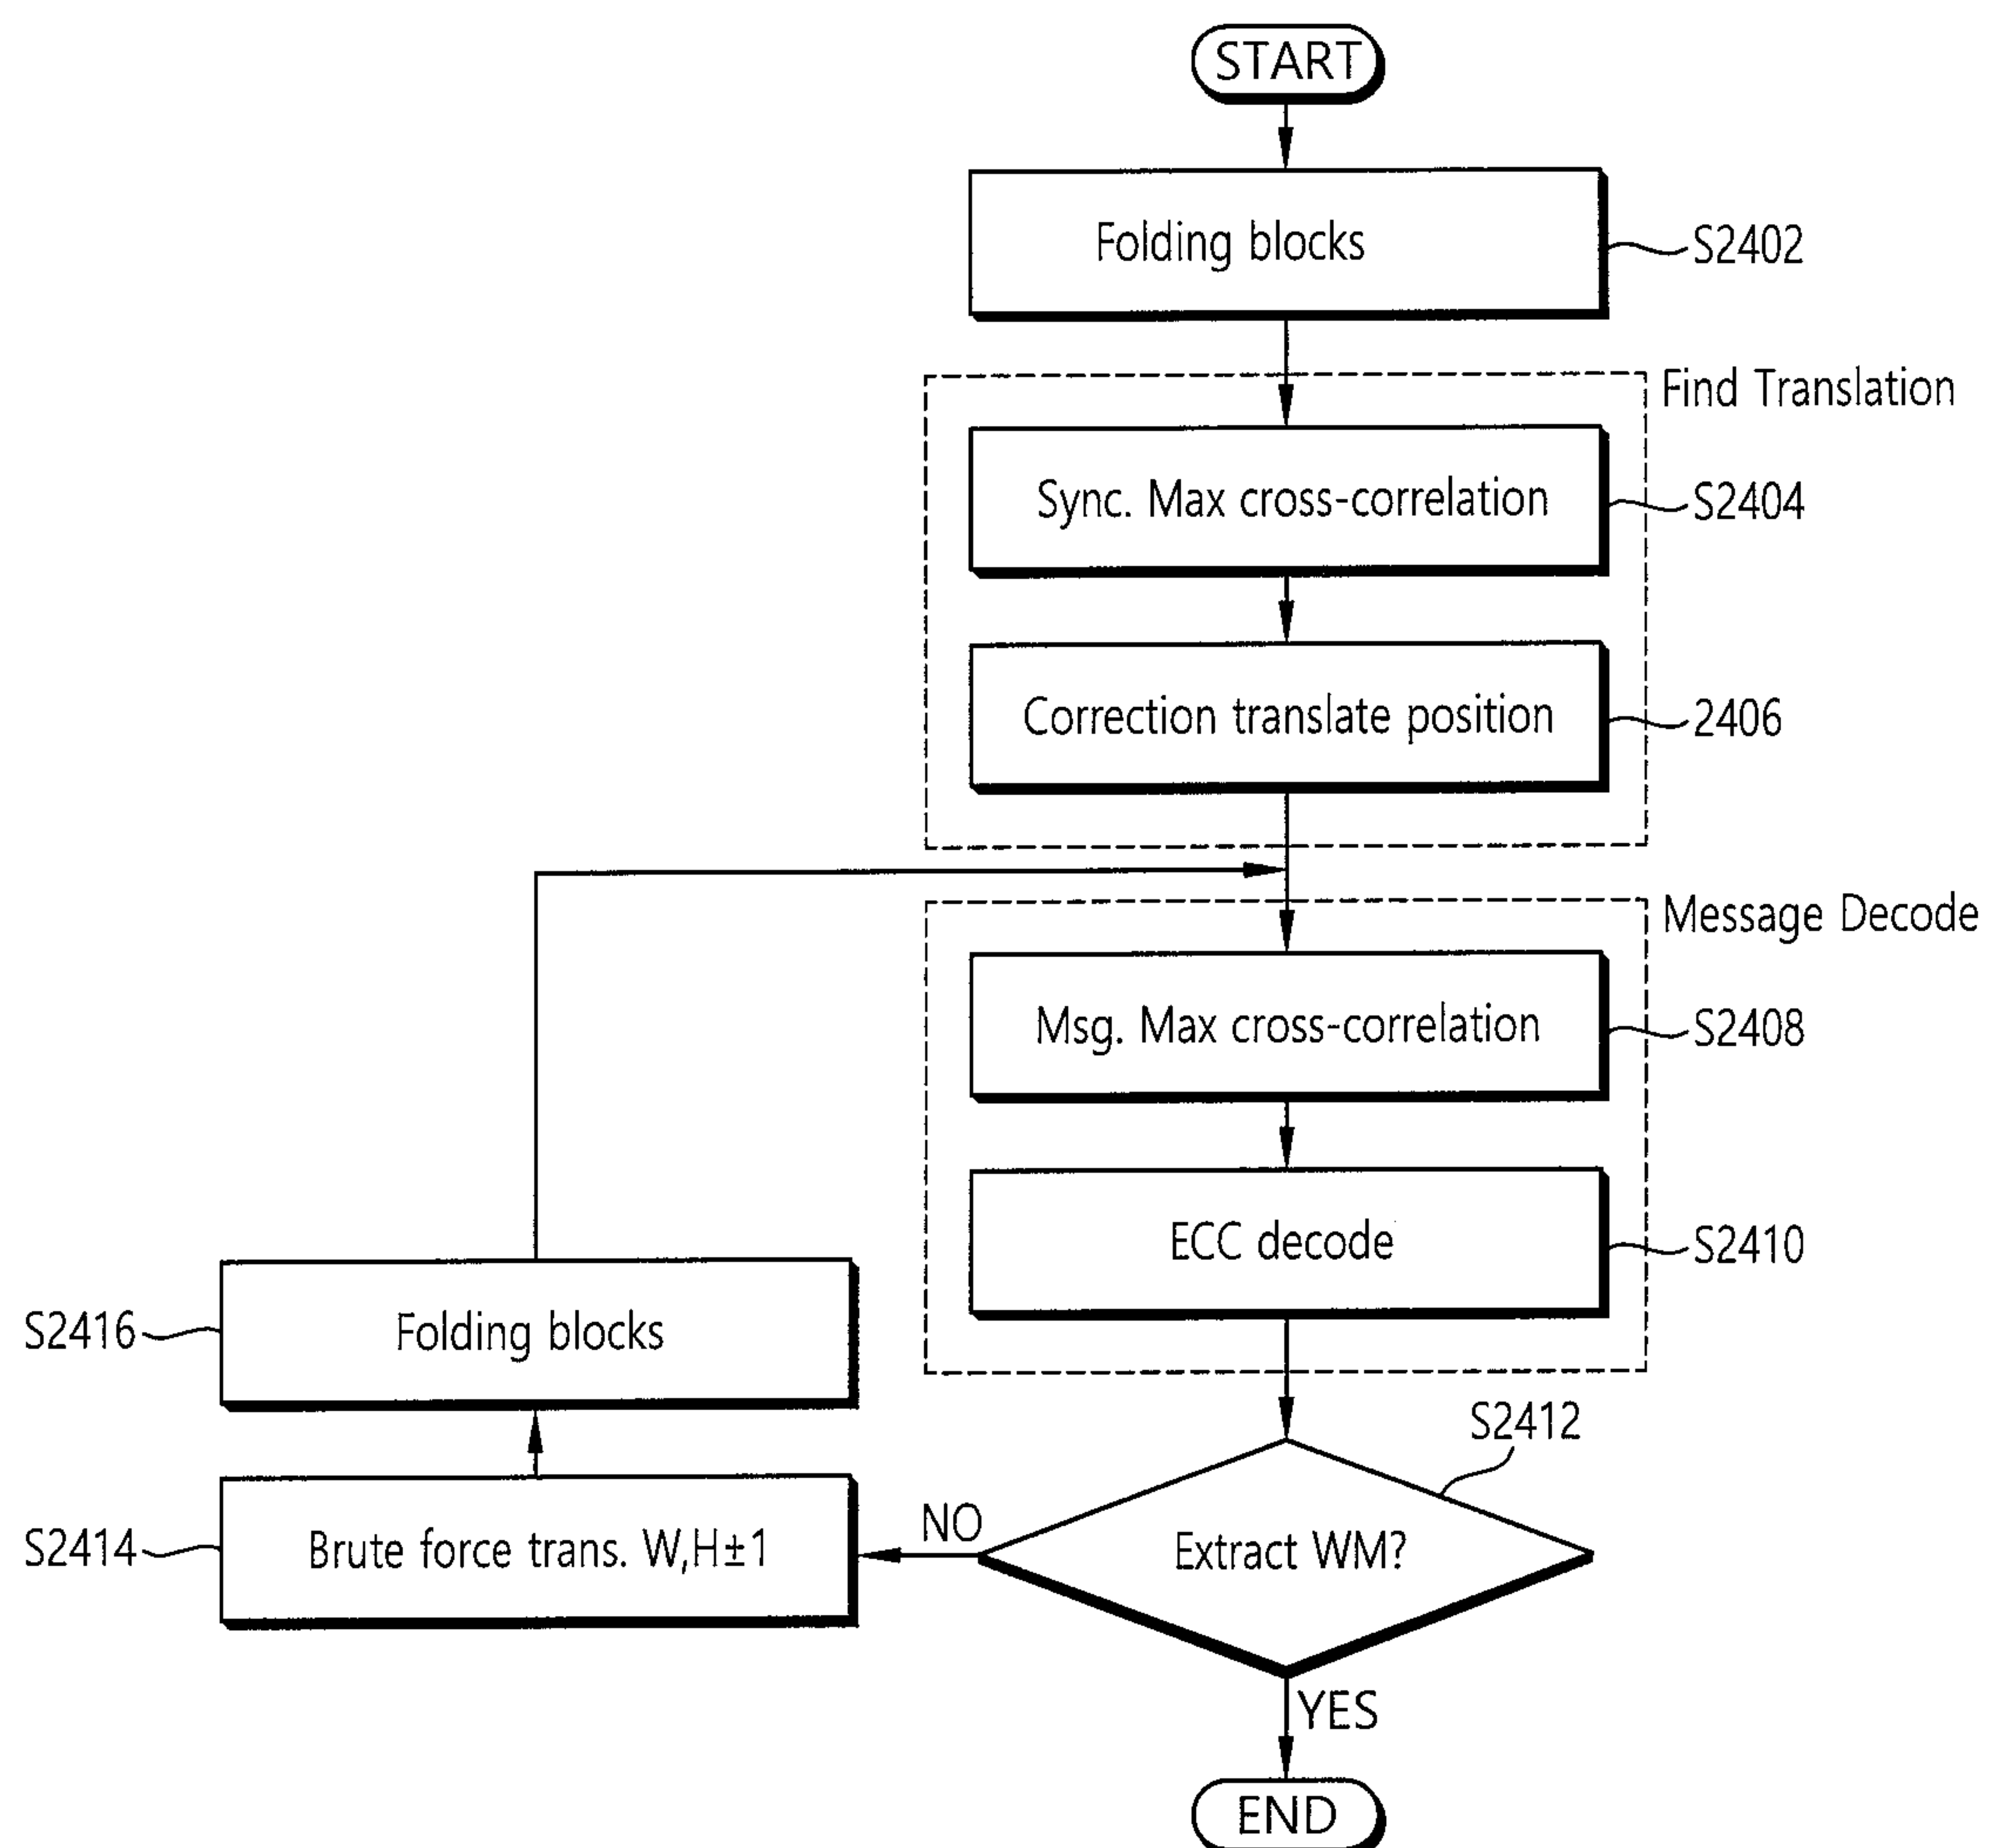 START
Folding blocks
S2402
Find Translation
Sync. Max cross-correlation
S2404
Correction translate position
2406
Message Decode
Msg. Max cross-correlation
S2408
ECC decode
S2410
S2416
Folding blocks
S2412
S2414
Brute force trans. W,H±1
NO
Extract WM?
YES
END